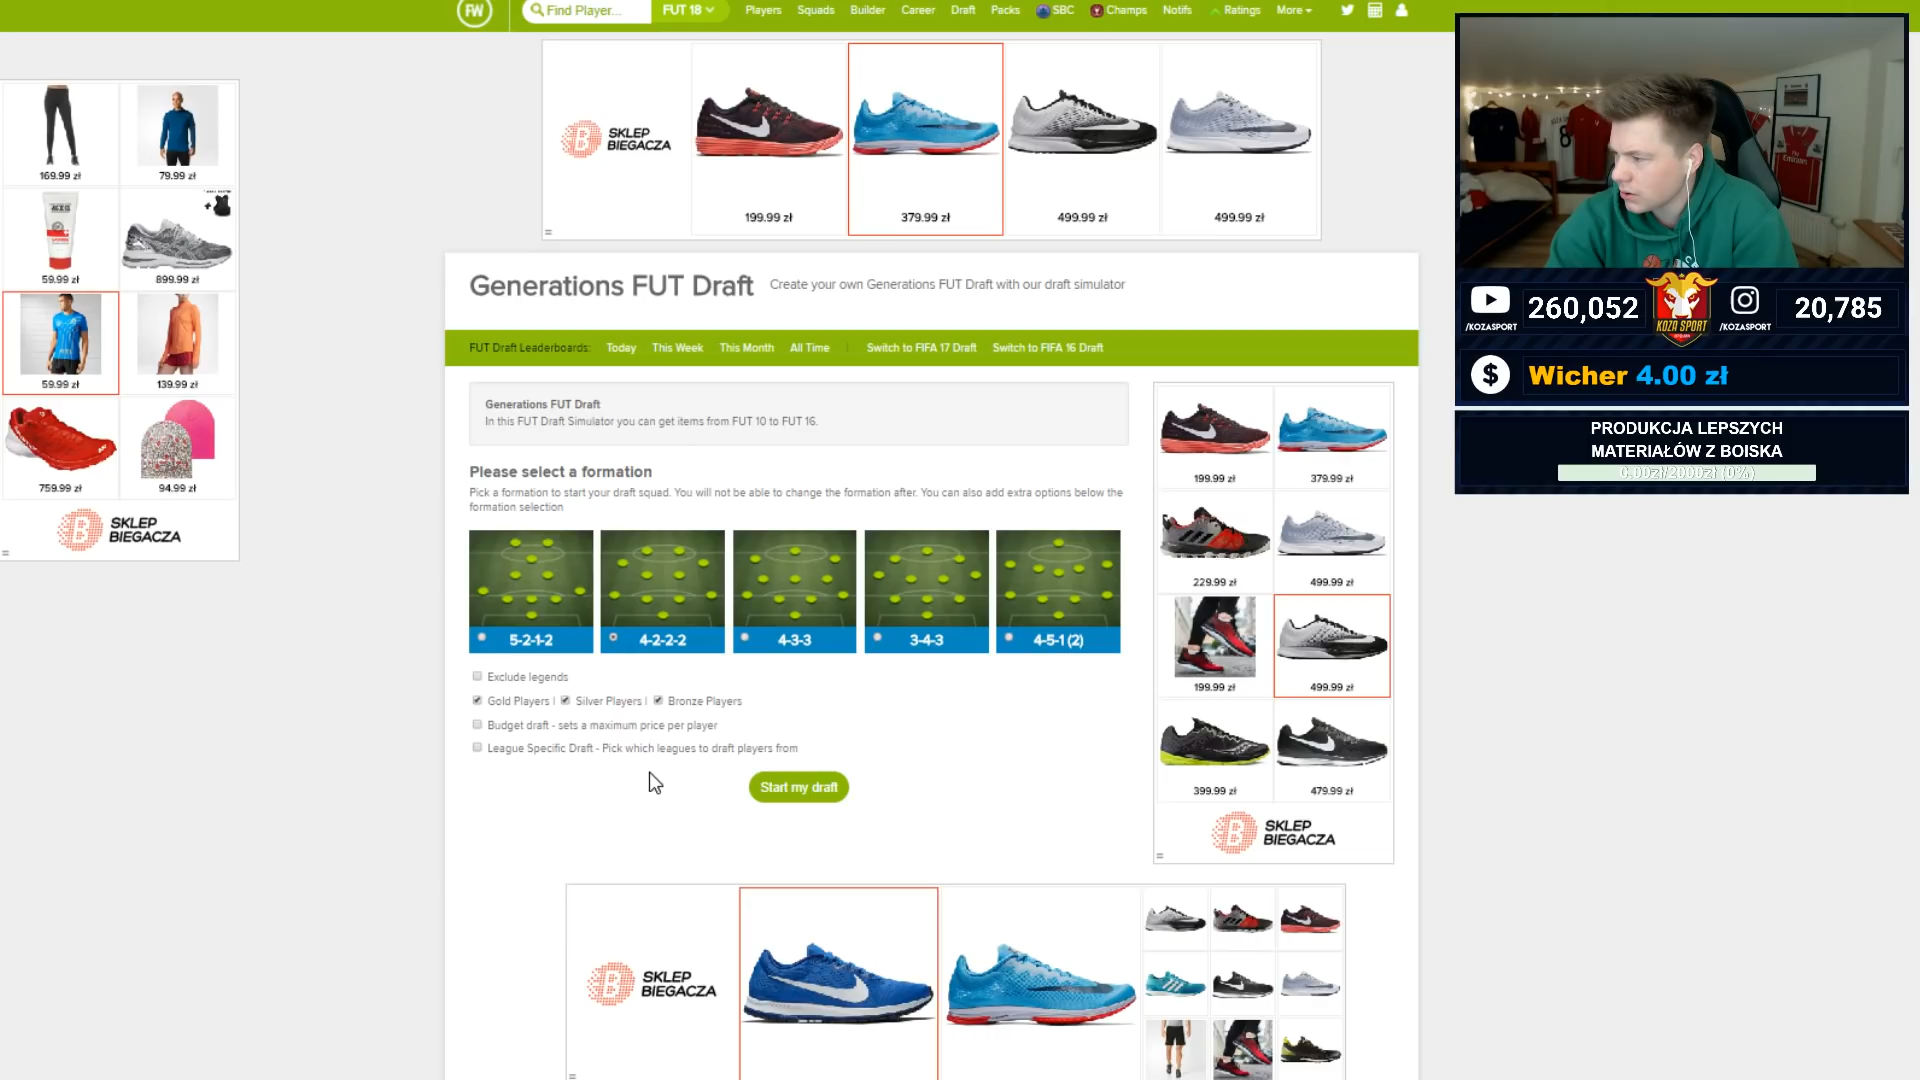 FW
Find Player...
FUT 18
Players
Squads
Builder
Career
Draft
Packs
SBC
Champs
Notifs
Ratings
More
169.99 zł
79.99 zł
59.99 zł
899.99 zł
59.99 zł
139.99 zł
759.99 zł
94.99 zł
SKLEP
BIEGACZA
SKLEP
BIEGACZA
199.99 zł
379.99 zł
499.99 zł
499.99 zł
Generations FUT Draft
Create your own Generations FUT Draft with our draft simulator
FUT Draft Leaderboards:
Today
This Week
This Month
All Time
Switch to FIFA 17 Draft
Switch to FIFA 16 Draft
Generations FUT Draft
In this FUT Draft Simulator you can get items from FUT 10 to FUT 16.
Please select a formation
Pick a formation to start your draft squad. You will not be able to change the formation after. You can also add extra options below the
formation selection
5-2-1-2
4-2-2-2
4-3-3
3-4-3
4-5-1 (2)
Exclude legends
Gold Players |
Silver Players |
Bronze Players
Budget draft - sets a maximum price per player
League Specific Draft - Pick which leagues to draft players from
Start my draft
199.99 zł
379.99 zł
229.99 zł
499.99 zł
199.99 zł
499.99 zł
399.99 zł
479.99 zł
SKLEP
BIEGACZA
SKLEP
BIEGACZA
/KOZASPORT
260,052
KOZA SPORT
/KOZASPORT
20,785
$
Wicher 4.00 zł
PRODUKCJA LEPSZYCH
MATERIAŁÓW Z BOISKA
0.00zł/2000zł (0%)